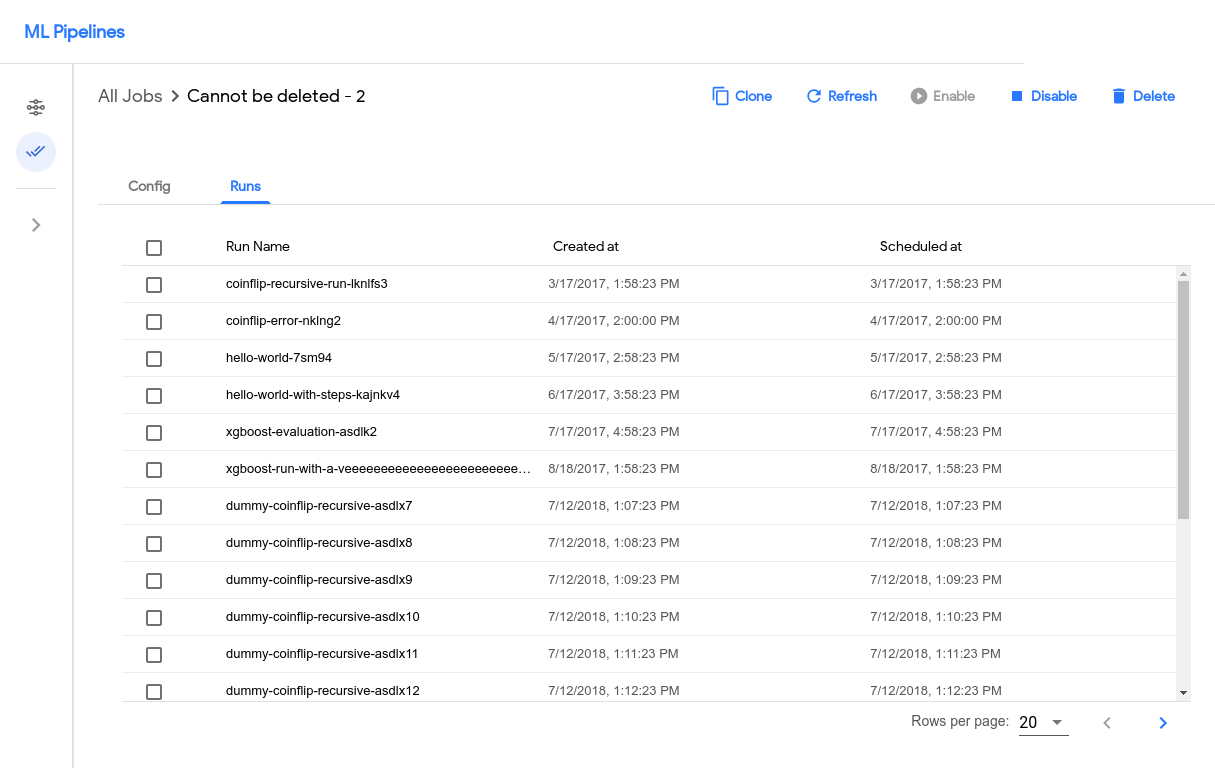 ML Pipelines
All Jobs > Cannot be deleted - 2
Clone Refresh Enable Disable Delete
Config Runs
Run Name Created at Scheduled at
coinflip-recursive-run-lknlfs3 3/17/2017, 1:58:23 PM 3/17/2017, 1:58:23 PM
coinflip-error-nklng2 4/17/2017, 2:00:00 PM 4/17/2017, 2:00:00 PM
hello-world-7sm94 5/17/2017, 2:58:23 PM 5/17/2017, 2:58:23 PM
hello-world-with-steps-kajnkv4 6/17/2017, 3:58:23 PM 6/17/2017, 3:58:23 PM
xgboost-evaluation-asdlk2 7/17/2017, 4:58:23 PM 7/17/2017, 4:58:23 PM
xgboost-run-with-a-veeeeeeeeeeeeeeeeeeeeeeee… 8/18/2017, 1:58:23 PM 8/18/2017, 1:58:23 PM
dummy-coinflip-recursive-asdlx7 7/12/2018, 1:07:23 PM 7/12/2018, 1:07:23 PM
dummy-coinflip-recursive-asdlx8 7/12/2018, 1:08:23 PM 7/12/2018, 1:08:23 PM
dummy-coinflip-recursive-asdlx9 7/12/2018, 1:09:23 PM 7/12/2018, 1:09:23 PM
dummy-coinflip-recursive-asdlx10 7/12/2018, 1:10:23 PM 7/12/2018, 1:10:23 PM
dummy-coinflip-recursive-asdlx11 7/12/2018, 1:11:23 PM 7/12/2018, 1:11:23 PM
dummy-coinflip-recursive-asdlx12 7/12/2018, 1:12:23 PM 7/12/2018, 1:12:23 PM
Rows per page: 20